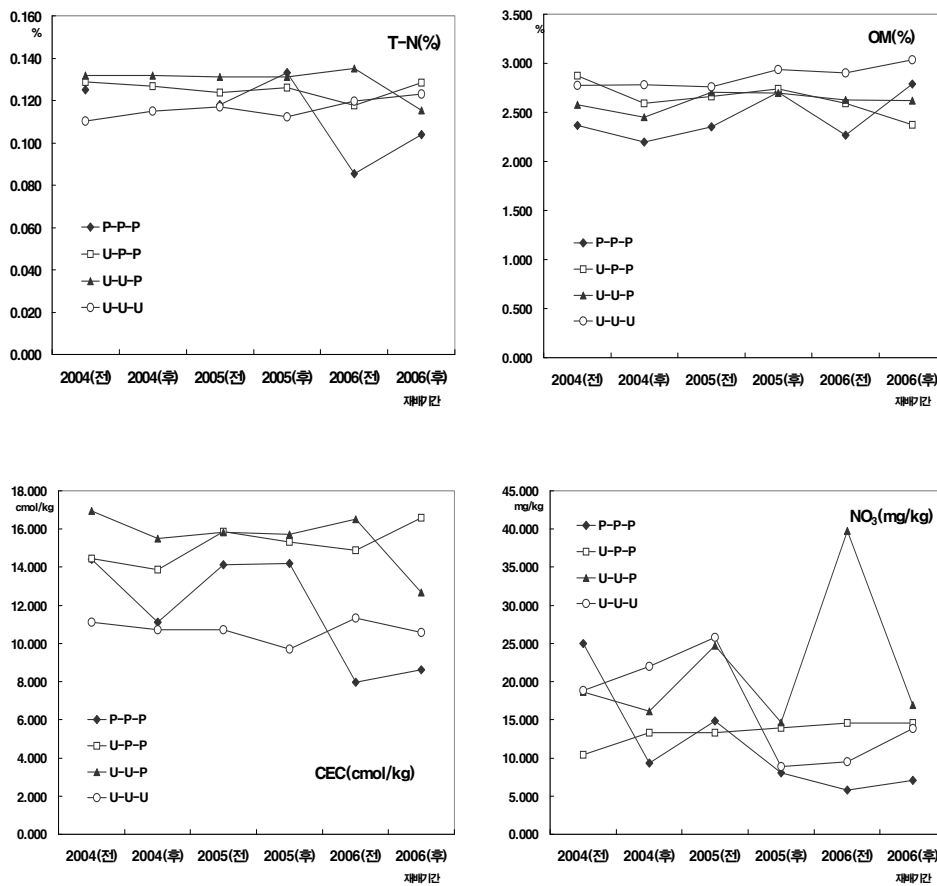 0.160
%
T-N(%)
0.140
0.120
0.100
0.080
0.060
0.040
0.020
0.000
P-P-P
U-P-P
U-U-P
U-U-U
2004(전) 2004(후) 2005(전) 2005(후) 2006(전) 2006(후)
재배기간
3.500
%
OM(%)
3.000
2.500
2.000
1.500
1.000
0.500
0.000
P-P-P
U-P-P
U-U-P
U-U-U
2004(전) 2004(후) 2005(전) 2005(후) 2006(전) 2006(후)
재배기간
18.000
cmol/kg
16.000
14.000
12.000
10.000
8.000
6.000
4.000
2.000
0.000
P-P-P
U-P-P
U-U-P
U-U-U
CEC(cmol/kg)
2004(전) 2004(후) 2005(전) 2005(후) 2006(전) 2006(후)
재배기간
45.000
mg/kg
NO₃(mg/kg)
40.000
35.000
30.000
25.000
20.000
15.000
10.000
5.000
0.000
P-P-P
U-P-P
U-U-P
U-U-U
2004(전) 2004(후) 2005(전) 2005(후) 2006(전) 2006(후)
재배기간